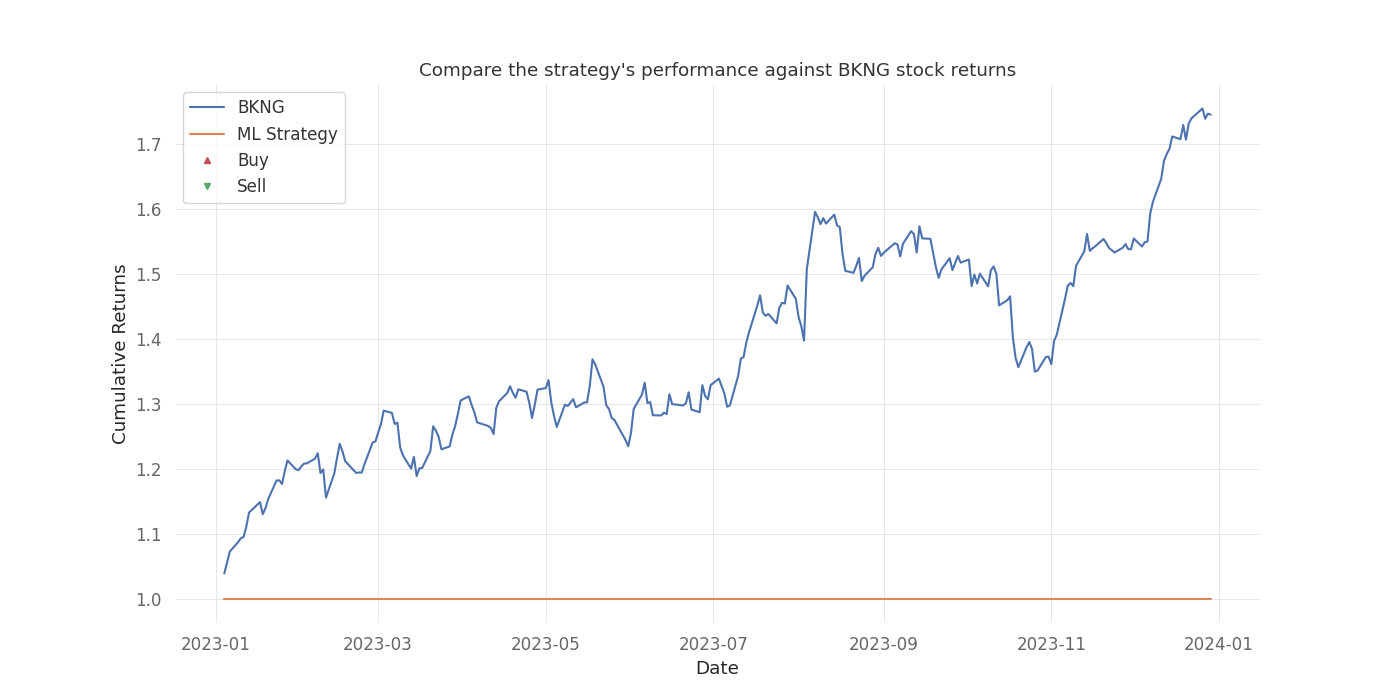 Compare the strategy's performance against BKNG stock returns
BKNG
ML Strategy
Buy
Sell
Cumulative Returns
1.7
1.6
1.5
1.4
1.3
1.2
1.1
1.0
2023-01 2023-03 2023-05 2023-07 2023-09 2023-11 2024-01
Date